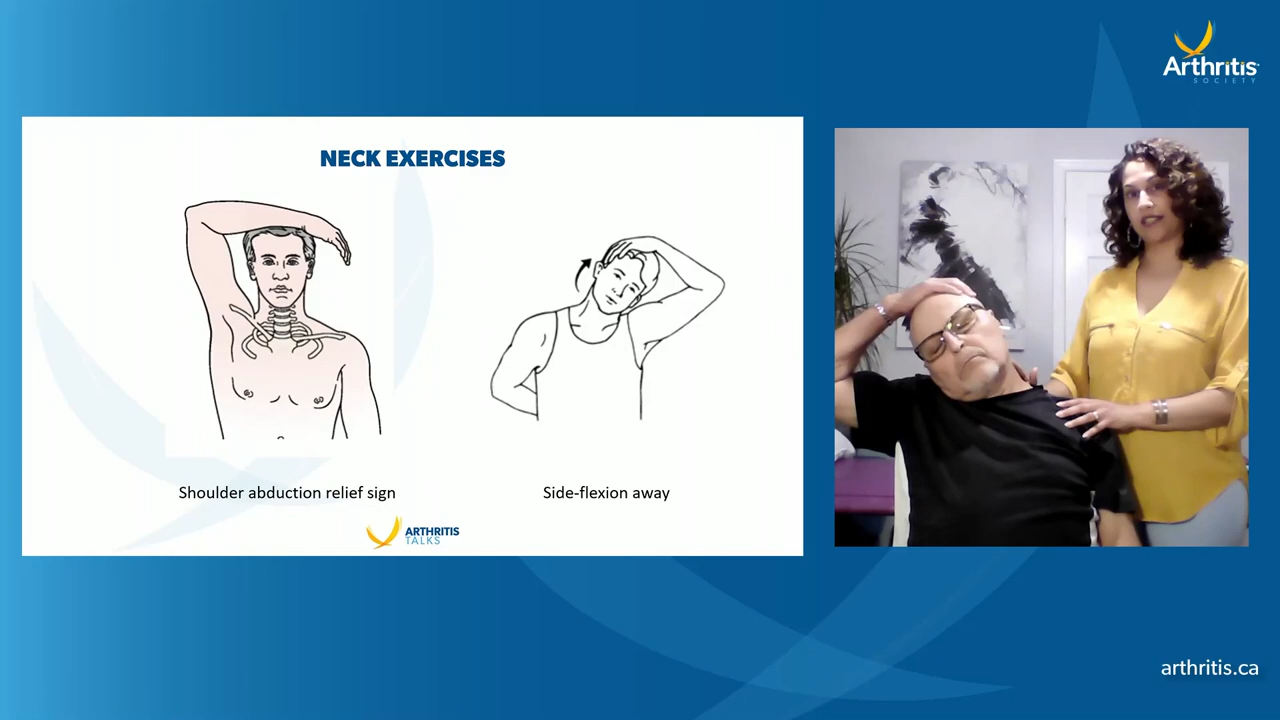 Arthritis
SOCIETY
NECK EXERCISES
Shoulder abduction relief sign
Side-flexion away
ARTHRITIS
TALKS
arthritis.ca